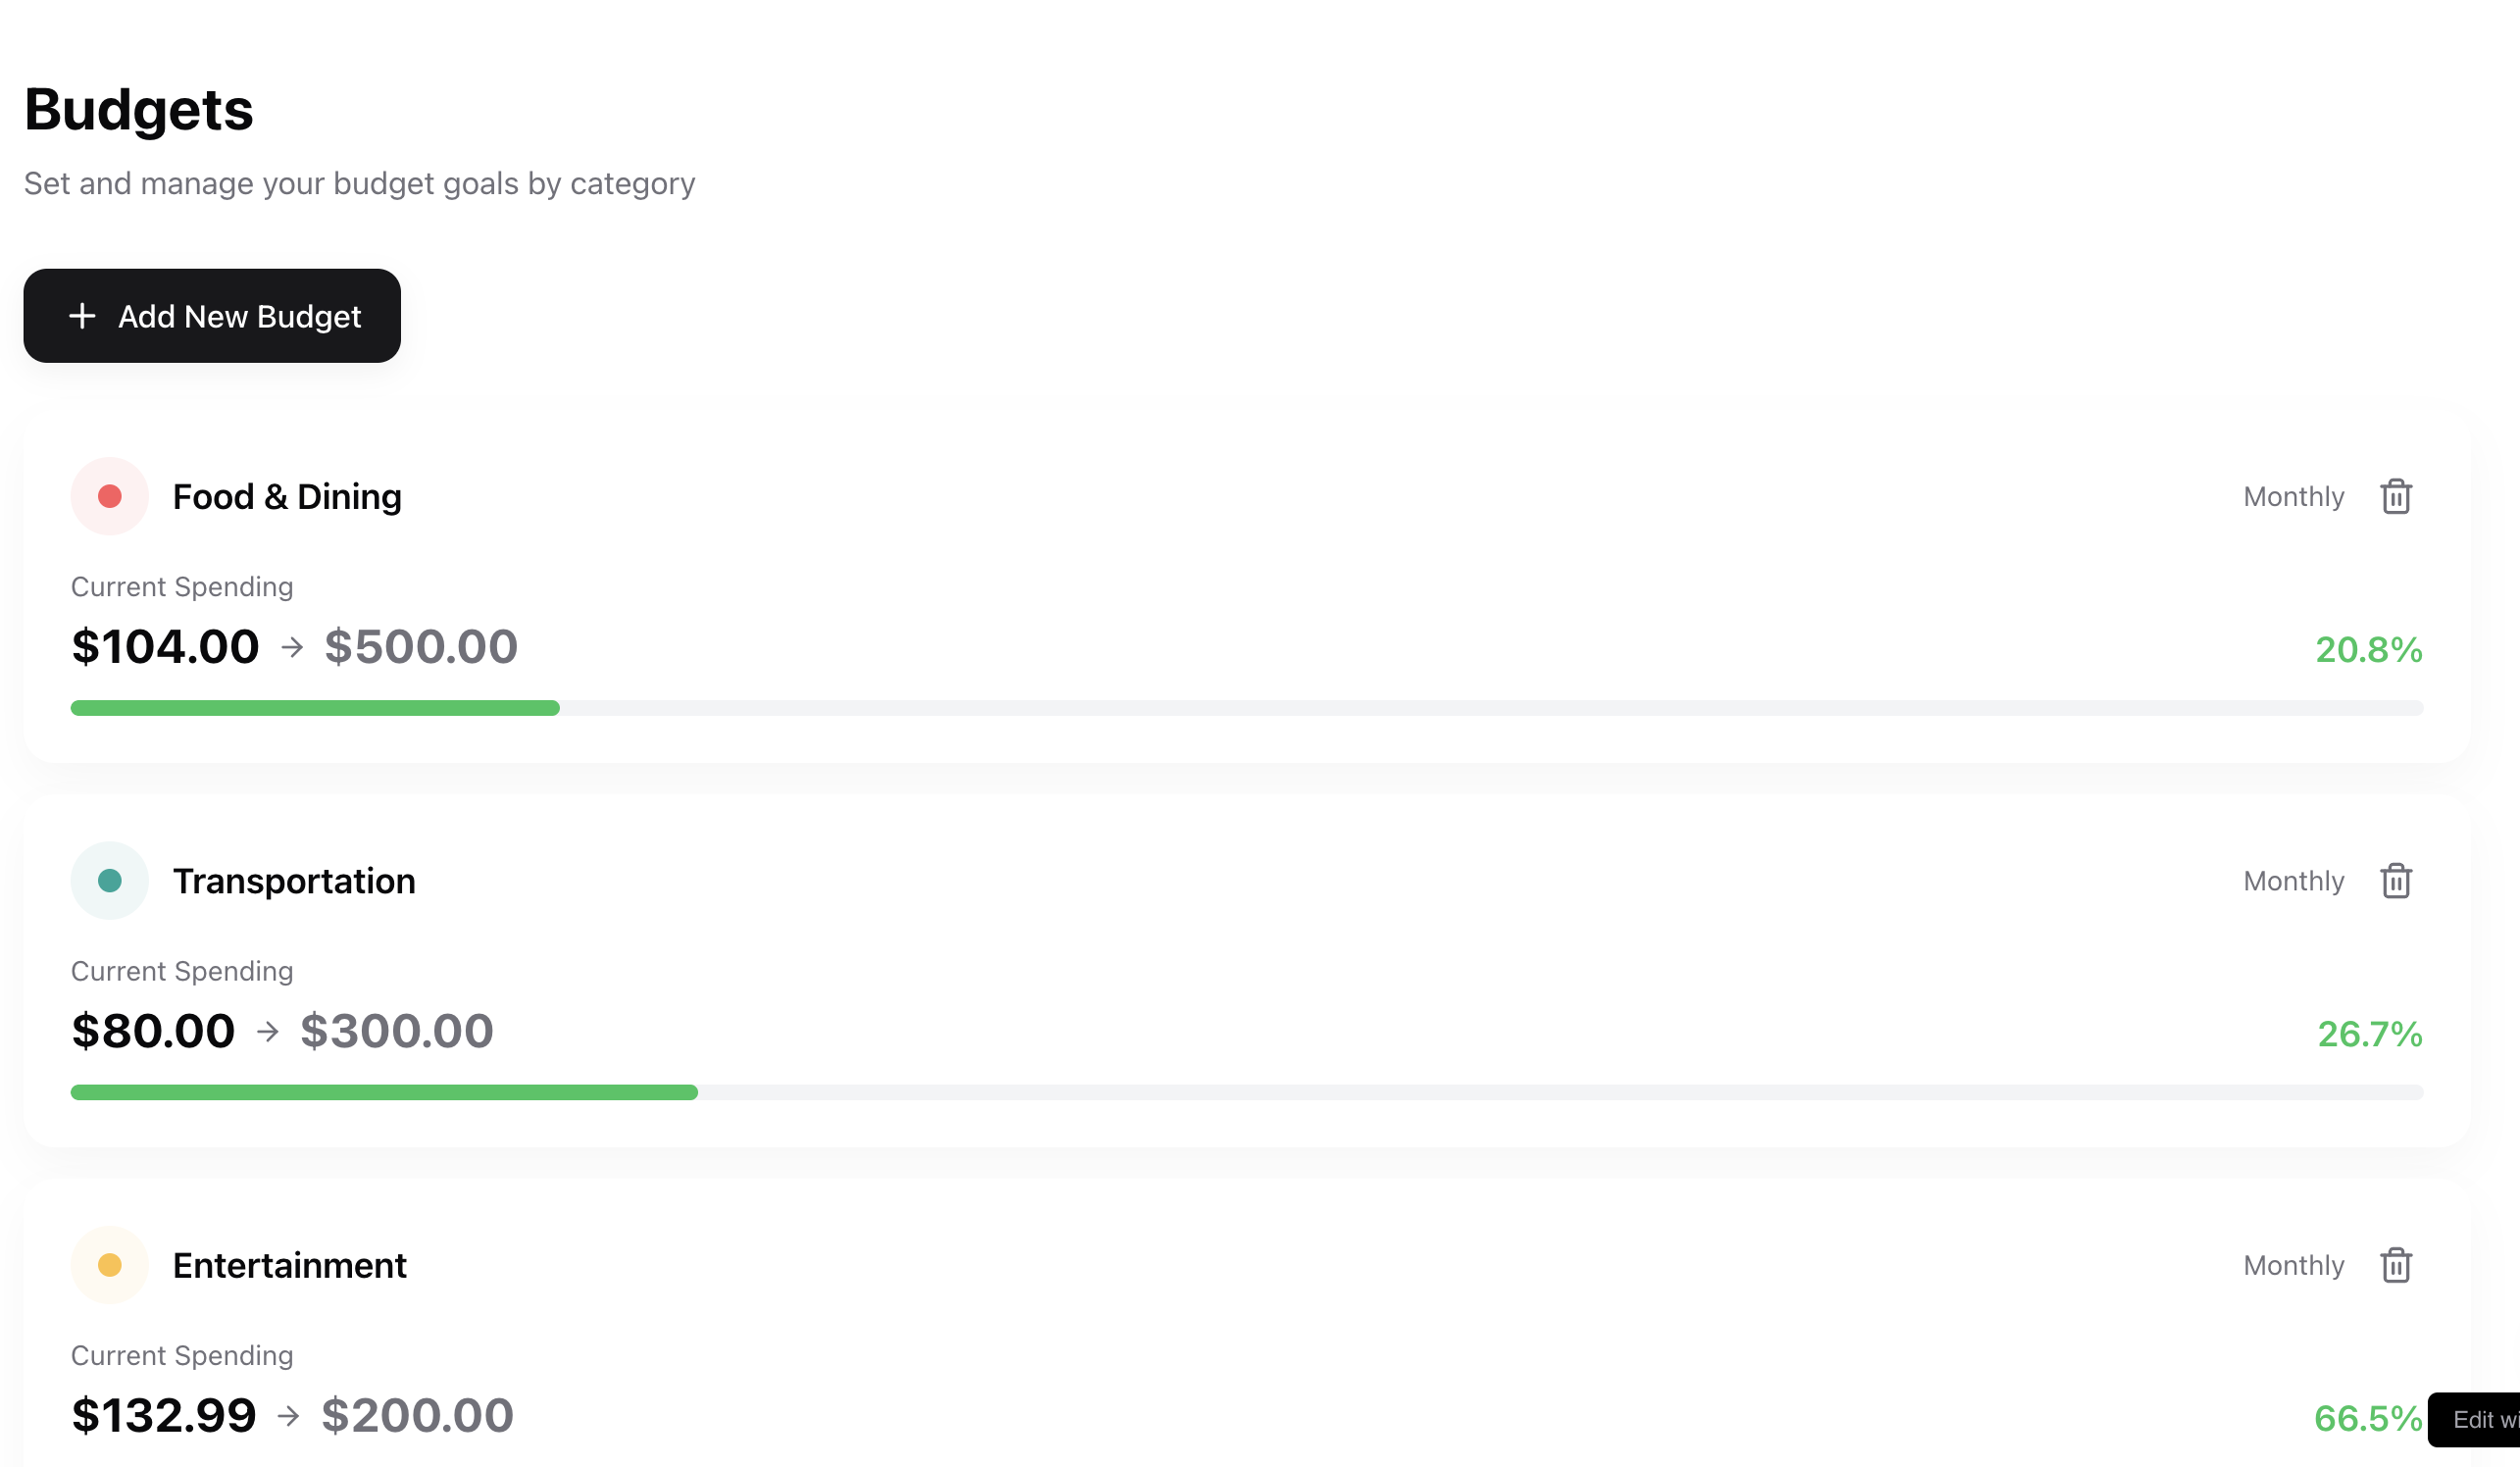 Budgets
Set and manage your budget goals by category
Add New Budget
Food & Dining
Monthly
Current Spending
$104.00 → $500.00
20.8%
Transportation
Monthly
Current Spending
$80.00 → $300.00
26.7%
Entertainment
Monthly
Current Spending
$132.99 → $200.00
66.5%
Edit